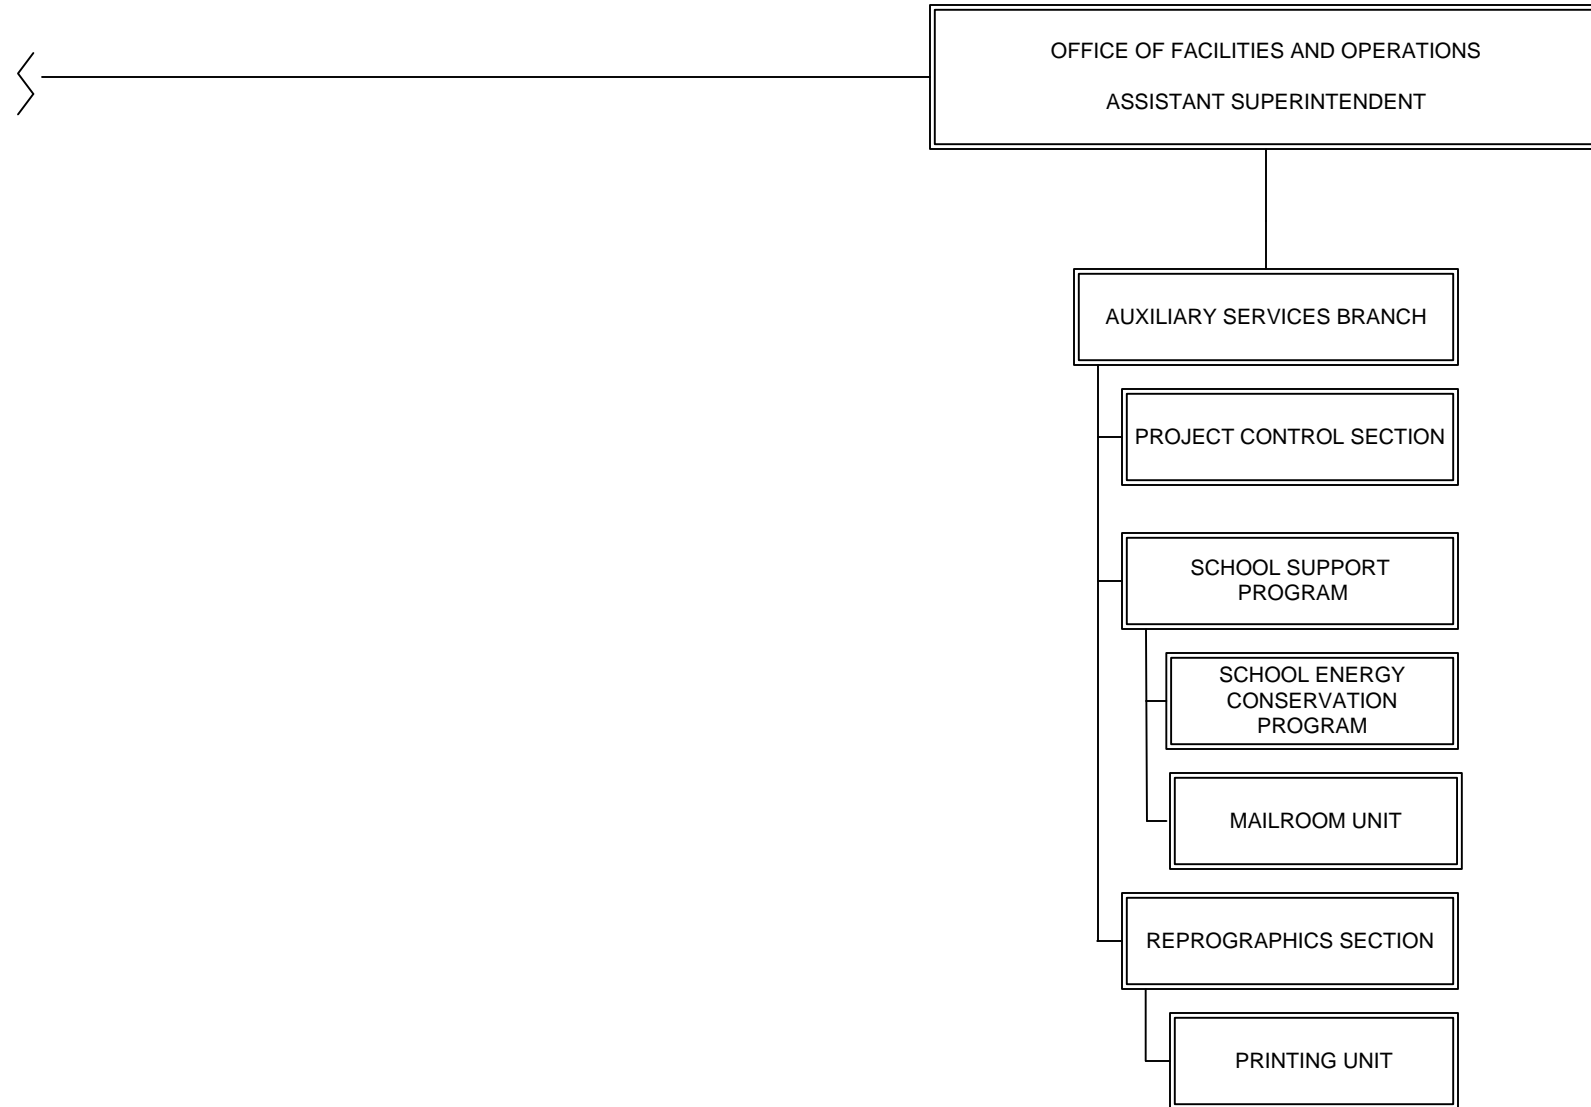 OFFICE OF FACILITIES AND OPERATIONS
ASSISTANT SUPERINTENDENT
AUXILIARY SERVICES BRANCH
PROJECT CONTROL SECTION
SCHOOL SUPPORT
PROGRAM
SCHOOL ENERGY
CONSERVATION
PROGRAM
MAILROOM UNIT
REPROGRAPHICS SECTION
PRINTING UNIT